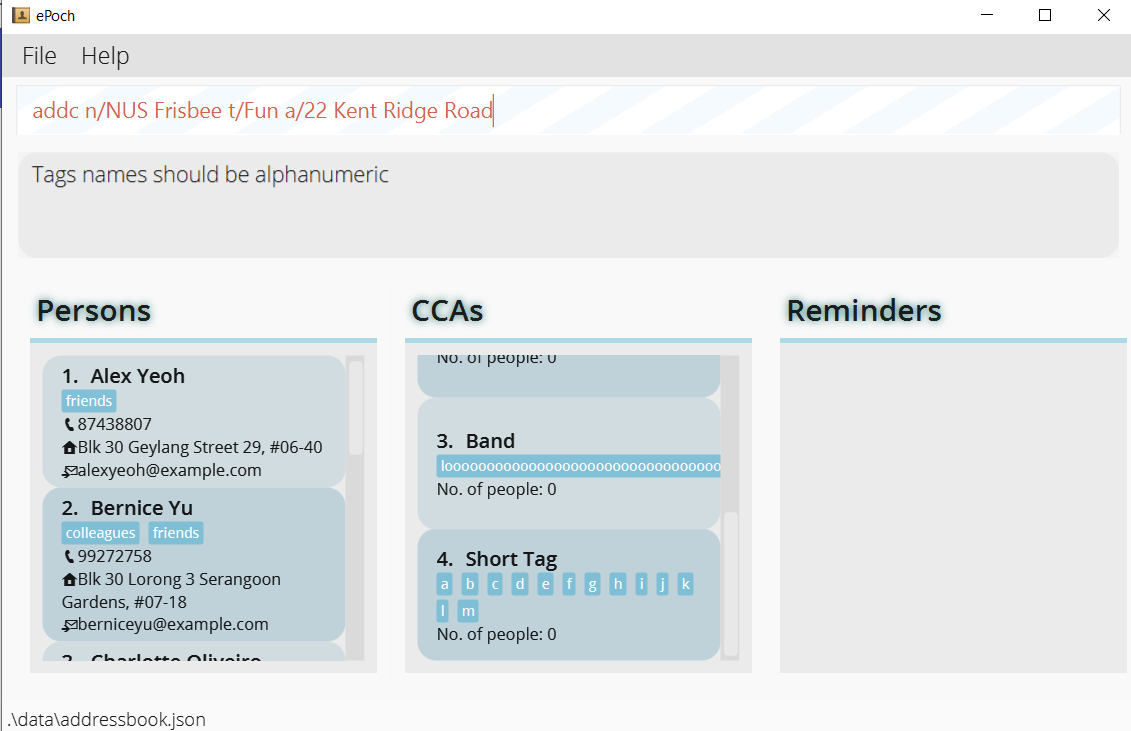 ePoch
File Help
addc n/NUS Frisbee t/Fun a/22 Kent Ridge Road
Tags names should be alphanumeric
Persons
1. Alex Yeoh
friends
87438807
Blk 30 Geylang Street 29, #06-40
alexyeoh@example.com
2. Bernice Yu
colleagues friends
99272758
Blk 30 Lorong 3 Serangoon
Gardens, #07-18
berniceyu@example.com
CCAs
No. of people: 0
3. Band
looooooooooooooooooooooooooooooooo
No. of people: 0
4. Short Tag
a b c d e f g h i j k
l m
No. of people: 0
Reminders
.\data\addressbook.json